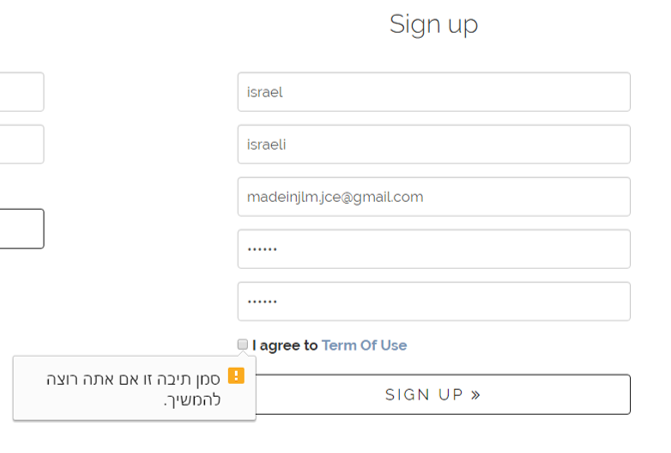 Sign up
israel
israeli
madeinjlm.jce@gmail.com
••••••
••••••
I agree to Term Of Use
סמן תיבה זו אם אתה רוצה
להמשיך.
SIGN UP »